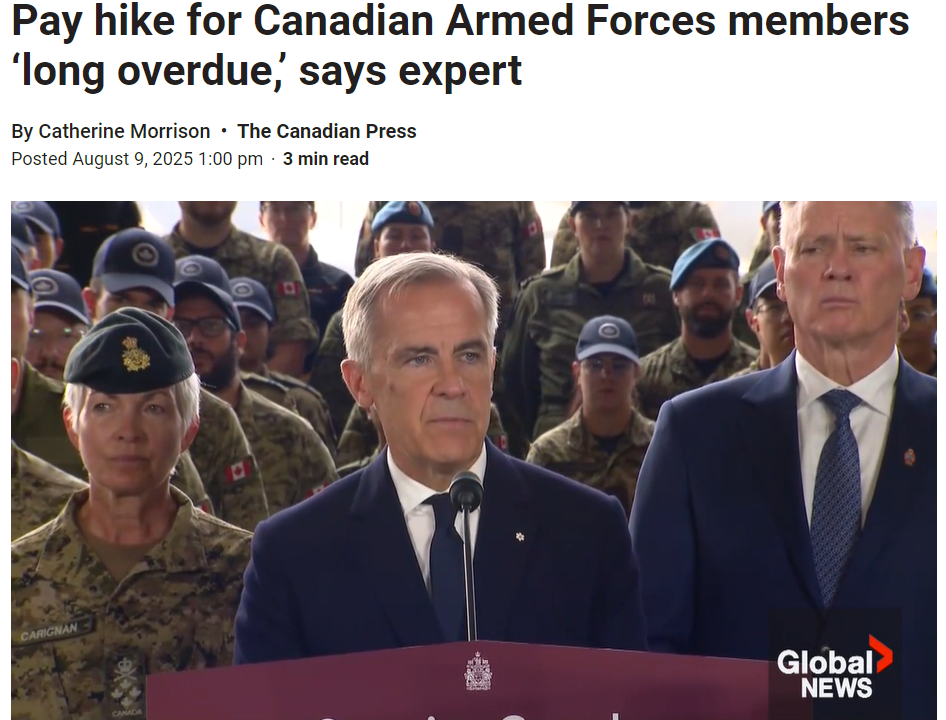 Pay hike for Canadian Armed Forces members
‘long overdue,’ says expert
By Catherine Morrison • The Canadian Press
Posted August 9, 2025 1:00 pm · 3 min read
CARIGNAN
CANADA
Global
NEWS